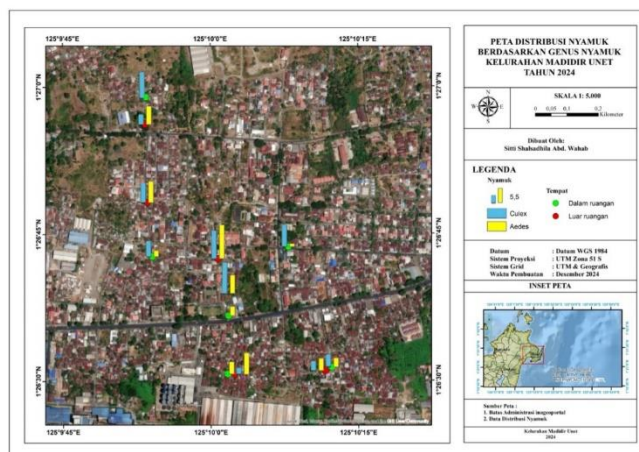 125°9'45"E 125°10'0"E 125°10'15"E
1°27'0"N 1°27'0"N
1°26'45"N 1°26'45"N
1°26'30"N 1°26'30"N
125°9'45"E 125°10'0"E 125°10'15"E
PETA DISTRIBUSI NYAMUK
BERDASARKAN GENUS NYAMUK
KELURAHAN MADIDIR UNET
TAHUN 2024
N
W E
S
SKALA 1: 5,000
0 0,05 0,1 0,2
Kilometer
Dibuat Oleh:
Sitti Shabadhila Abd. Wahab
LEGENDA
Nyamuk
5,5
Culex
Aedes
Tempat
Dalam ruangan
Luar ruangan
Datum : Datum WGS 1984
Sistem Proyeksi : UTM Zona 51 S
Sistem Grid : UTM & Geografis
Waktu Pembuatan : Desember 2024
INSET PETA
Sumber Peta :
1. Batas Administrasi inageoportal
2. Data Distribusi Nyamuk
Kelurahan Madidir Unet
2024